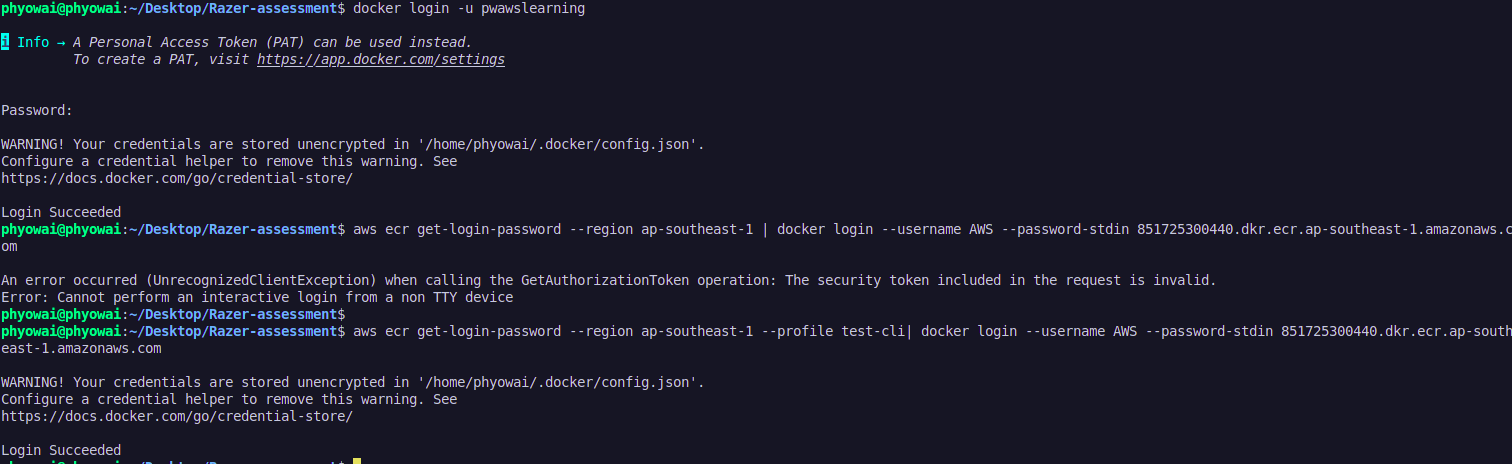 phyowai@phyowai:~/Desktop/Razer-assessment$ docker login -u pwawslearning
i Info → A Personal Access Token (PAT) can be used instead.
To create a PAT, visit https://app.docker.com/settings
Password:
WARNING! Your credentials are stored unencrypted in '/home/phyowai/.docker/config.json'.
Configure a credential helper to remove this warning. See
https://docs.docker.com/go/credential-store/
Login Succeeded
phyowai@phyowai:~/Desktop/Razer-assessment$ aws ecr get-login-password --region ap-southeast-1 | docker login --username AWS --password-stdin 851725300440.dkr.ecr.ap-southeast-1.amazonaws.c
om
An error occurred (UnrecognizedClientException) when calling the GetAuthorizationToken operation: The security token included in the request is invalid.
Error: Cannot perform an interactive login from a non TTY device
phyowai@phyowai:~/Desktop/Razer-assessment$
phyowai@phyowai:~/Desktop/Razer-assessment$ aws ecr get-login-password --region ap-southeast-1 --profile test-cli| docker login --username AWS --password-stdin 851725300440.dkr.ecr.ap-south
east-1.amazonaws.com
WARNING! Your credentials are stored unencrypted in '/home/phyowai/.docker/config.json'.
Configure a credential helper to remove this warning. See
https://docs.docker.com/go/credential-store/
Login Succeeded
phyowai@phyowai:~/Desktop/Razer-assessment$